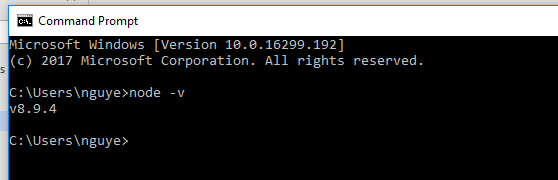 Command Prompt
Microsoft Windows [Version 10.0.16299.192]
(c) 2017 Microsoft Corporation. All rights reserved.
C:\Users\nguye>node -v
v8.9.4
C:\Users\nguye>